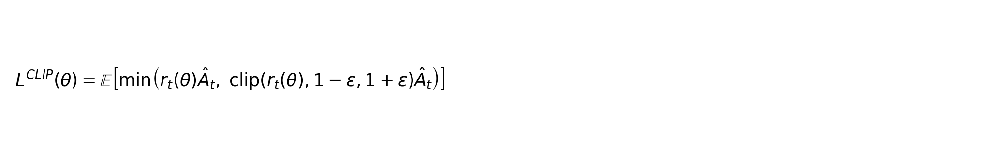 L^{CLIP}(θ) = 𝔼[min(r_t(θ)Â_t, clip(r_t(θ), 1 − ε, 1 + ε)Â_t)]